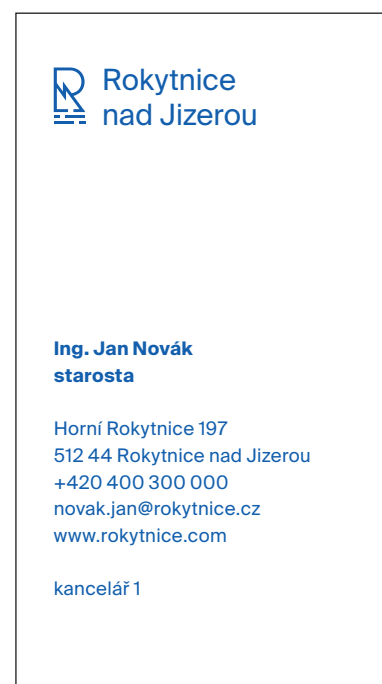 Rokytnice
nad Jizerou
Ing. Jan Novák
starosta
Horní Rokytnice 197
512 44 Rokytnice nad Jizerou
+420 400 300 000
novak.jan@rokytnice.cz
www.rokytnice.com
kancelář 1